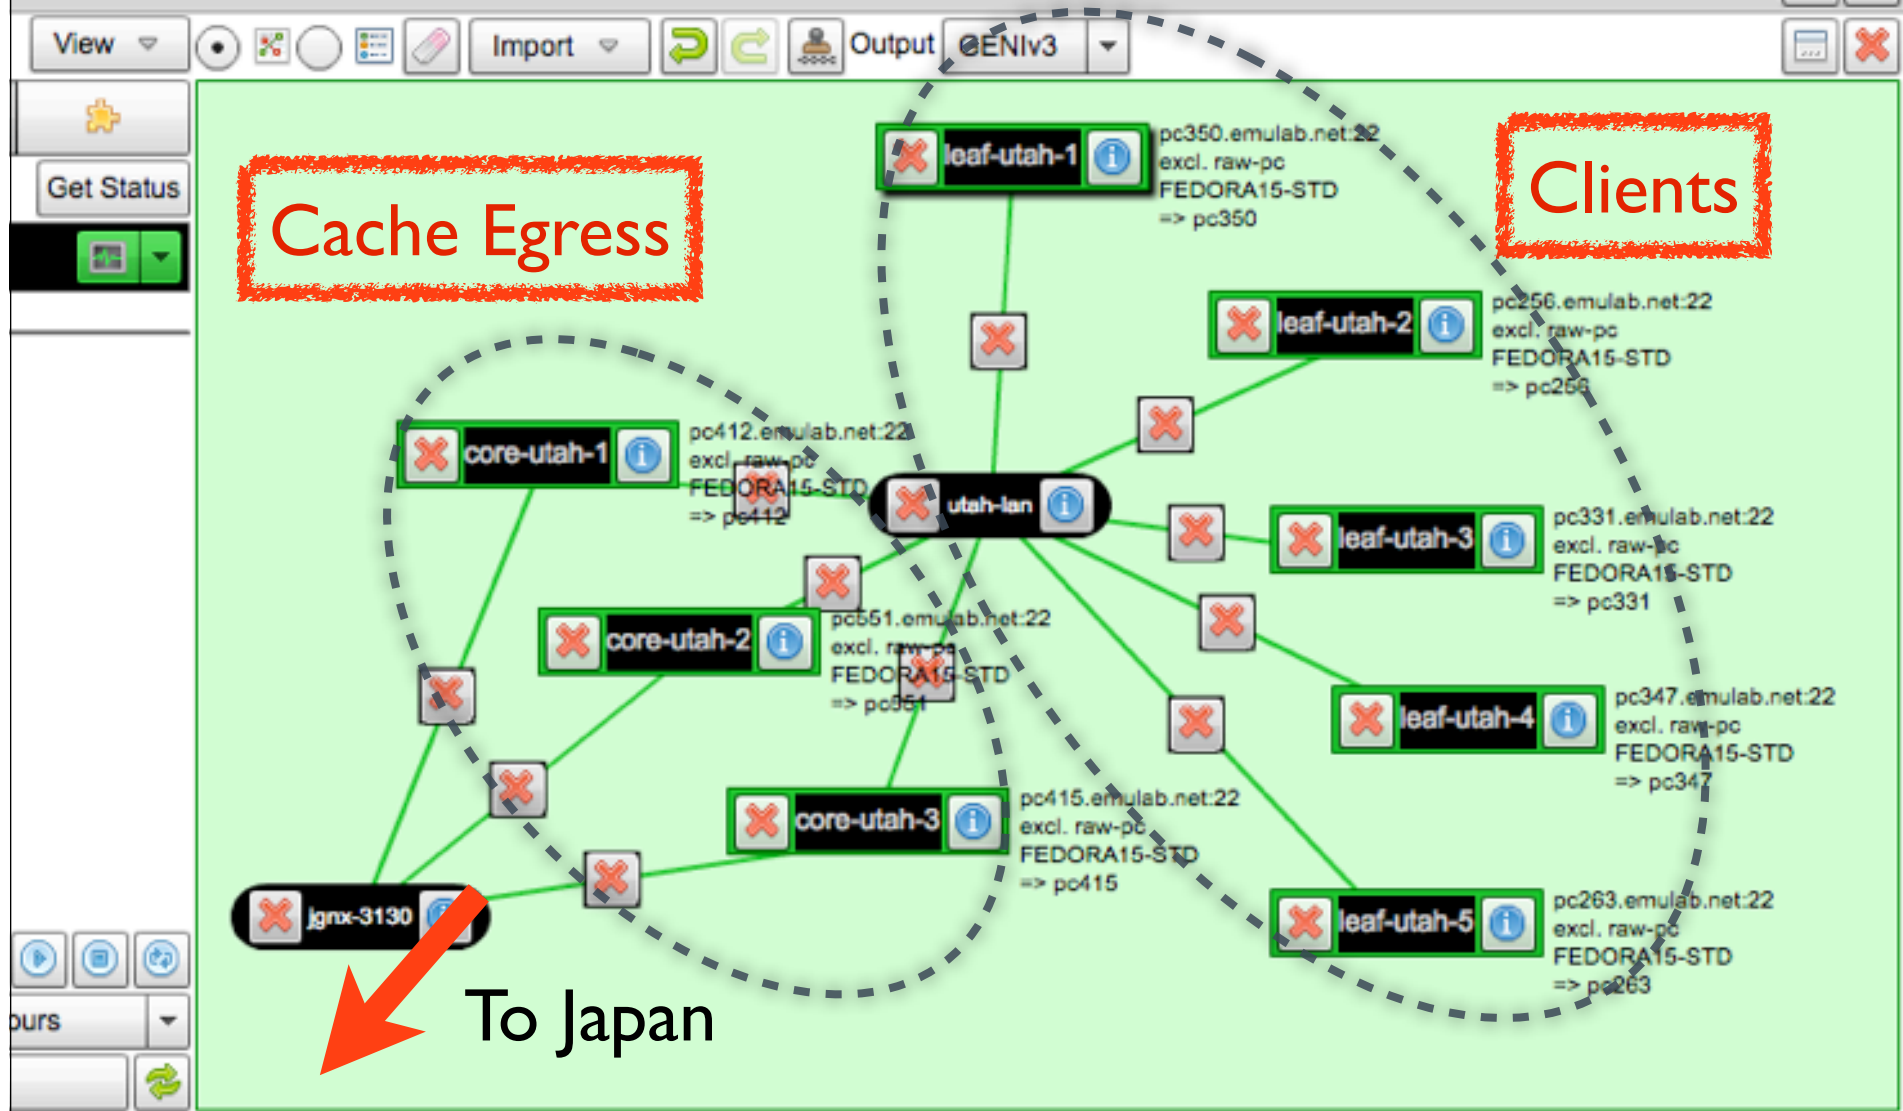 View
Import
Output
GENIv3
Get Status
Cache Egress
Clients
leaf-utah-1
pc350.emulab.net:22
excl. raw-pc
FEDORA15-STD
=> pc350
leaf-utah-2
pc256.emulab.net:22
excl. raw-pc
FEDORA15-STD
=> pc256
core-utah-1
pc412.emulab.net:22
excl. raw-pc
FEDORA15-STD
=> pc412
utah-lan
leaf-utah-3
pc331.emulab.net:22
excl. raw-pc
FEDORA15-STD
=> pc331
core-utah-2
excl. raw-pc
FEDORA15-STD
leaf-utah-4
pc347.emulab.net:22
excl. raw-pc
FEDORA15-STD
=> pc347
core-utah-3
pc415.emulab.net:22
excl. raw-pc
FEDORA15-STD
=> pc415
leaf-utah-5
pc263.emulab.net:22
excl. raw-pc
FEDORA15-STD
=> pc263
jgnx-3130
ours
To Japan